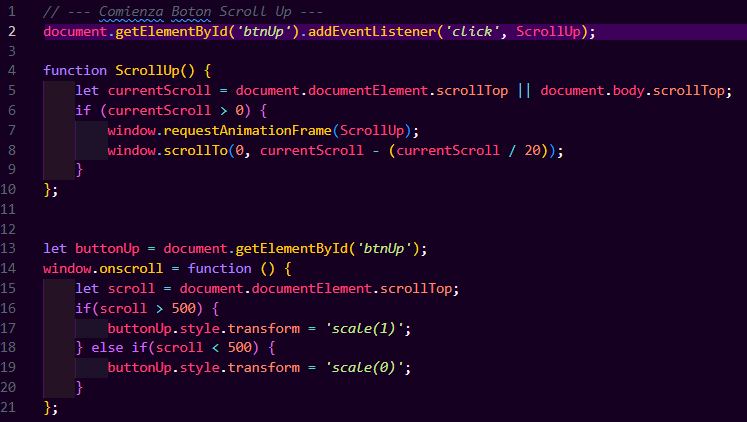 1 // --- Comienza Boton Scroll Up ---
2 document.getElementById('btnUp').addEventListener('click', ScrollUp);
3
4 function ScrollUp() {
5     let currentScroll = document.documentElement.scrollTop || document.body.scrollTop;
6     if (currentScroll > 0) {
7         window.requestAnimationFrame(ScrollUp);
8         window.scrollTo(0, currentScroll - (currentScroll / 20));
9     }
10 };
11
12
13 let buttonUp = document.getElementById('btnUp');
14 window.onscroll = function () {
15     let scroll = document.documentElement.scrollTop;
16     if(scroll > 500) {
17         buttonUp.style.transform = 'scale(1)';
18     } else if(scroll < 500) {
19         buttonUp.style.transform = 'scale(0)';
20     }
21 };